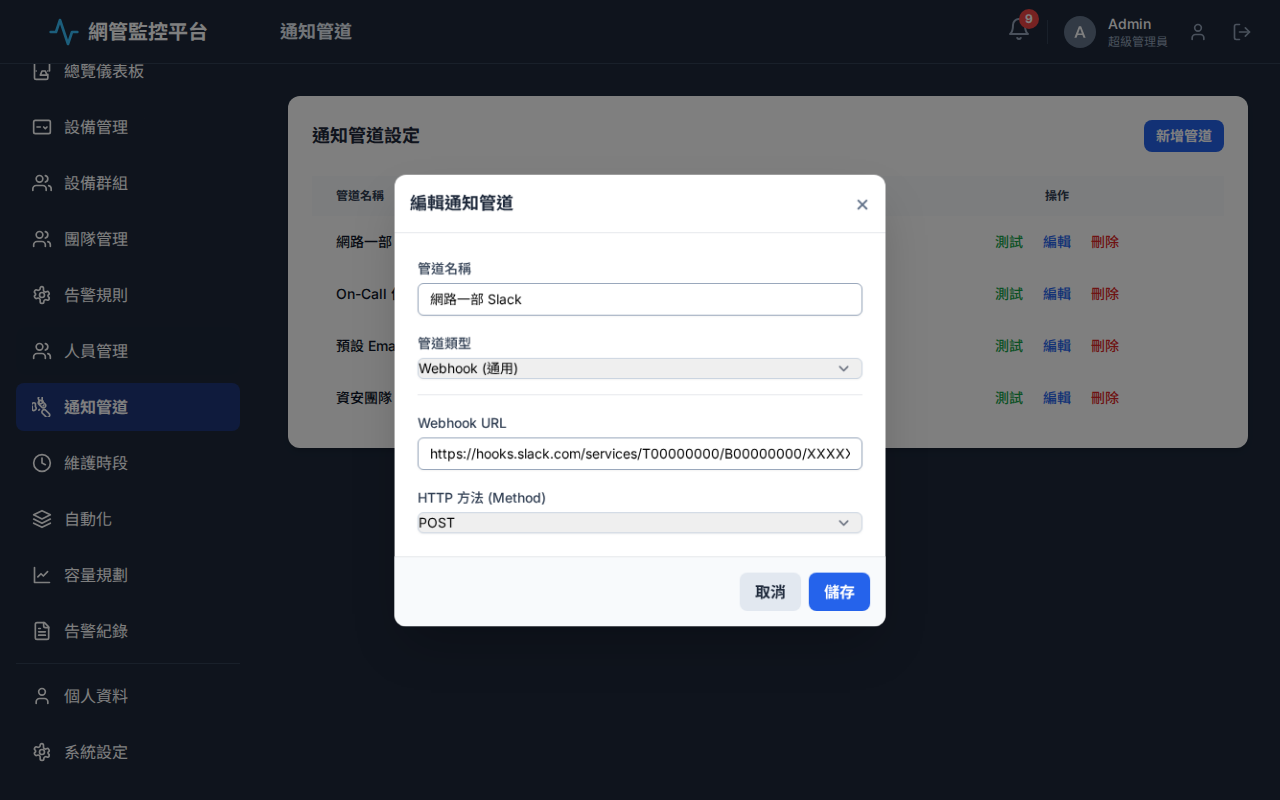 網管監控平台
通知管道
9
A
Admin
超級管理員
總覽儀表板
設備管理
設備群組
團隊管理
告警規則
人員管理
通知管道
維護時段
自動化
容量規劃
告警紀錄
個人資料
系統設定
通知管道設定
新增管道
管道名稱
操作
網路一部
測試 編輯 刪除
On-Call
測試 編輯 刪除
預設 Ema
測試 編輯 刪除
資安團隊
測試 編輯 刪除
編輯通知管道
×
管道名稱
網路一部 Slack
管道類型
Webhook (通用)
Webhook URL
https://hooks.slack.com/services/T00000000/B00000000/XXXXX
HTTP 方法 (Method)
POST
取消
儲存